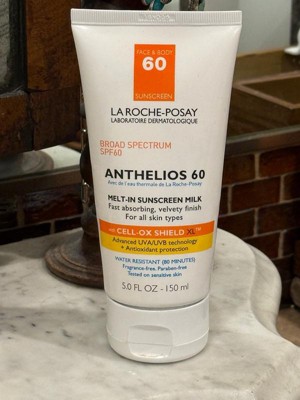 FACE & BODY
60
SUNSCREEN
LA ROCHE-POSAY
LABORATOIRE DERMATOLOGIQUE
BROAD SPECTRUM
SPF60
ANTHELIOS 60
Avec de l'eau thermale de La Roche-Posay
MELT-IN SUNSCREEN MILK
Fast absorbing, velvety finish
For all skin types
with CELL-OX SHIELD XL™
Advanced UVA/UVB technology
+ Antioxidant protection
WATER RESISTANT (80 MINUTES)
Fragrance-free, Paraben-free
Tested on sensitive skin
5.0 FL OZ - 150 ml